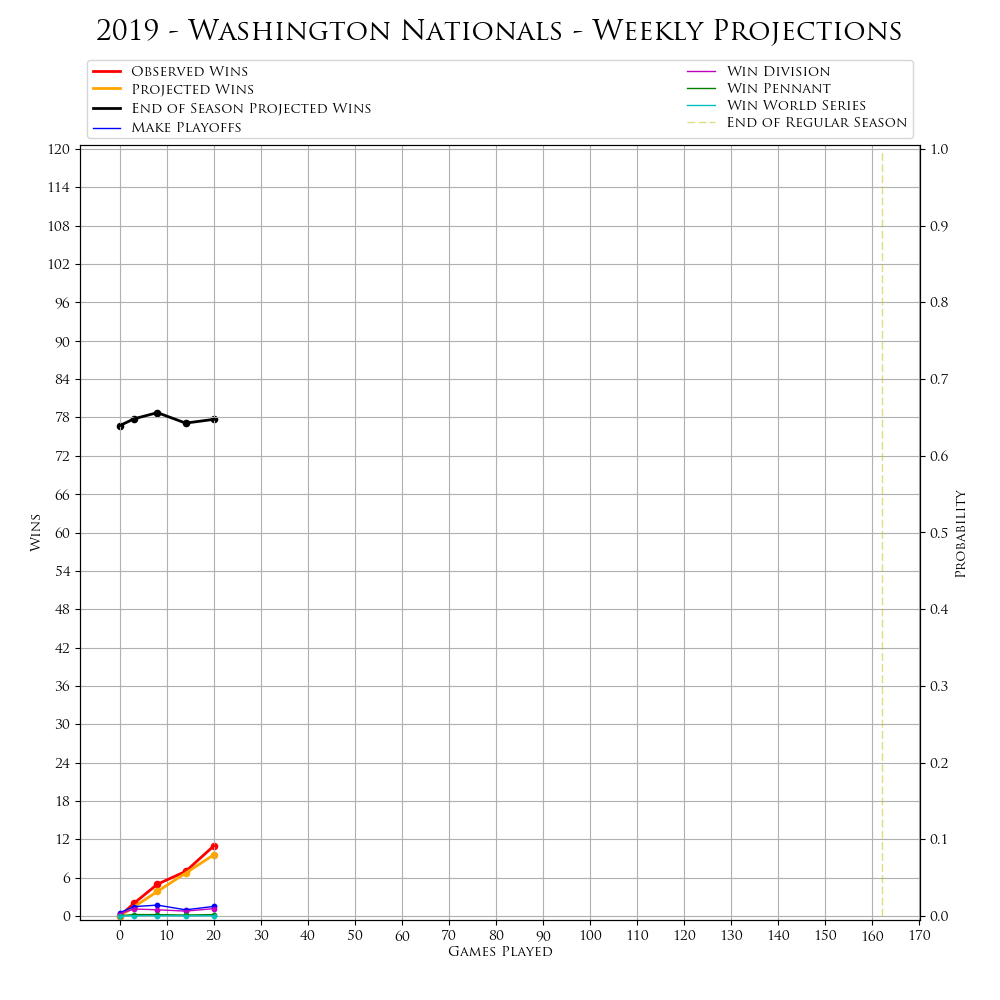 2019 - Washington Nationals - Weekly Projections
Observed Wins
Projected Wins
End of Season Projected Wins
Make Playoffs
Win Division
Win Pennant
Win World Series
End of Regular Season
120
114
108
102
96
90
84
78
72
66
60
54
48
42
36
30
24
18
12
6
0
Wins
1.0
0.9
0.8
0.7
0.6
0.5
0.4
0.3
0.2
0.1
0.0
Probability
0 10 20 30 40 50 60 70 80 90 100 110 120 130 140 150 160 170
Games Played